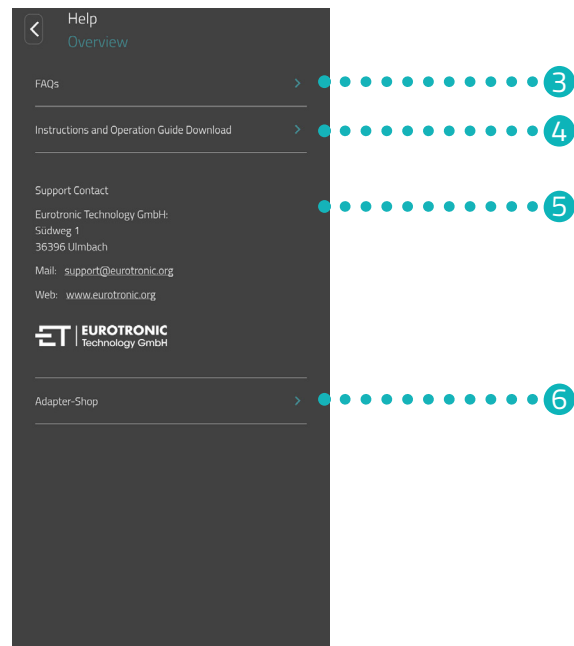 Help
Overview
FAQs
3
Instructions and Operation Guide Download
4
Support Contact
5
Eurotronic Technology GmbH:
Südweg 1
36396 Ulmbach
Mail: support@eurotronic.org
Web: www.eurotronic.org
ET EUROTRONIC
Technology GmbH
Adapter-Shop
6